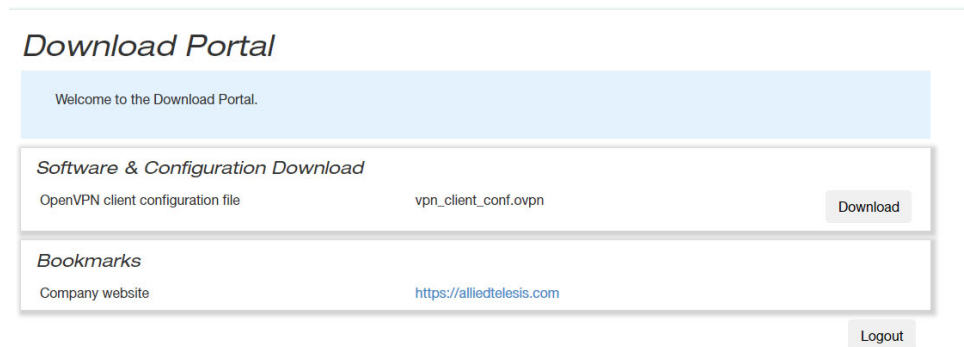 Download Portal
Welcome to the Download Portal.
Software & Configuration Download
OpenVPN client configuration file vpn_client_conf.ovpn Download
Bookmarks
Company website https://alliedtelesis.com
Logout